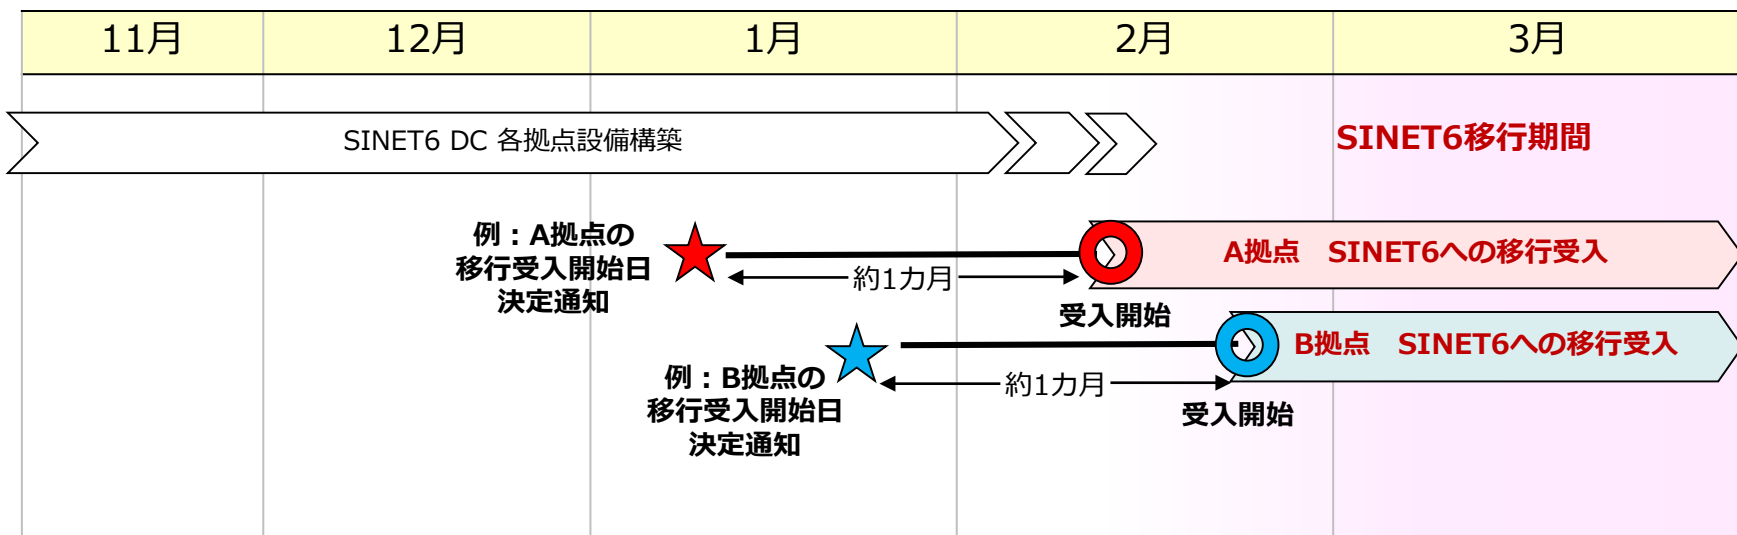 11月
12月
1月
2月
3月
SINET6 DC 各拠点設備構築
SINET6移行期間
例：A拠点の
移行受入開始日
決定通知
約1カ月
受入開始
A拠点　SINET6への移行受入
例：B拠点の
移行受入開始日
決定通知
約1カ月
受入開始
B拠点　SINET6への移行受入